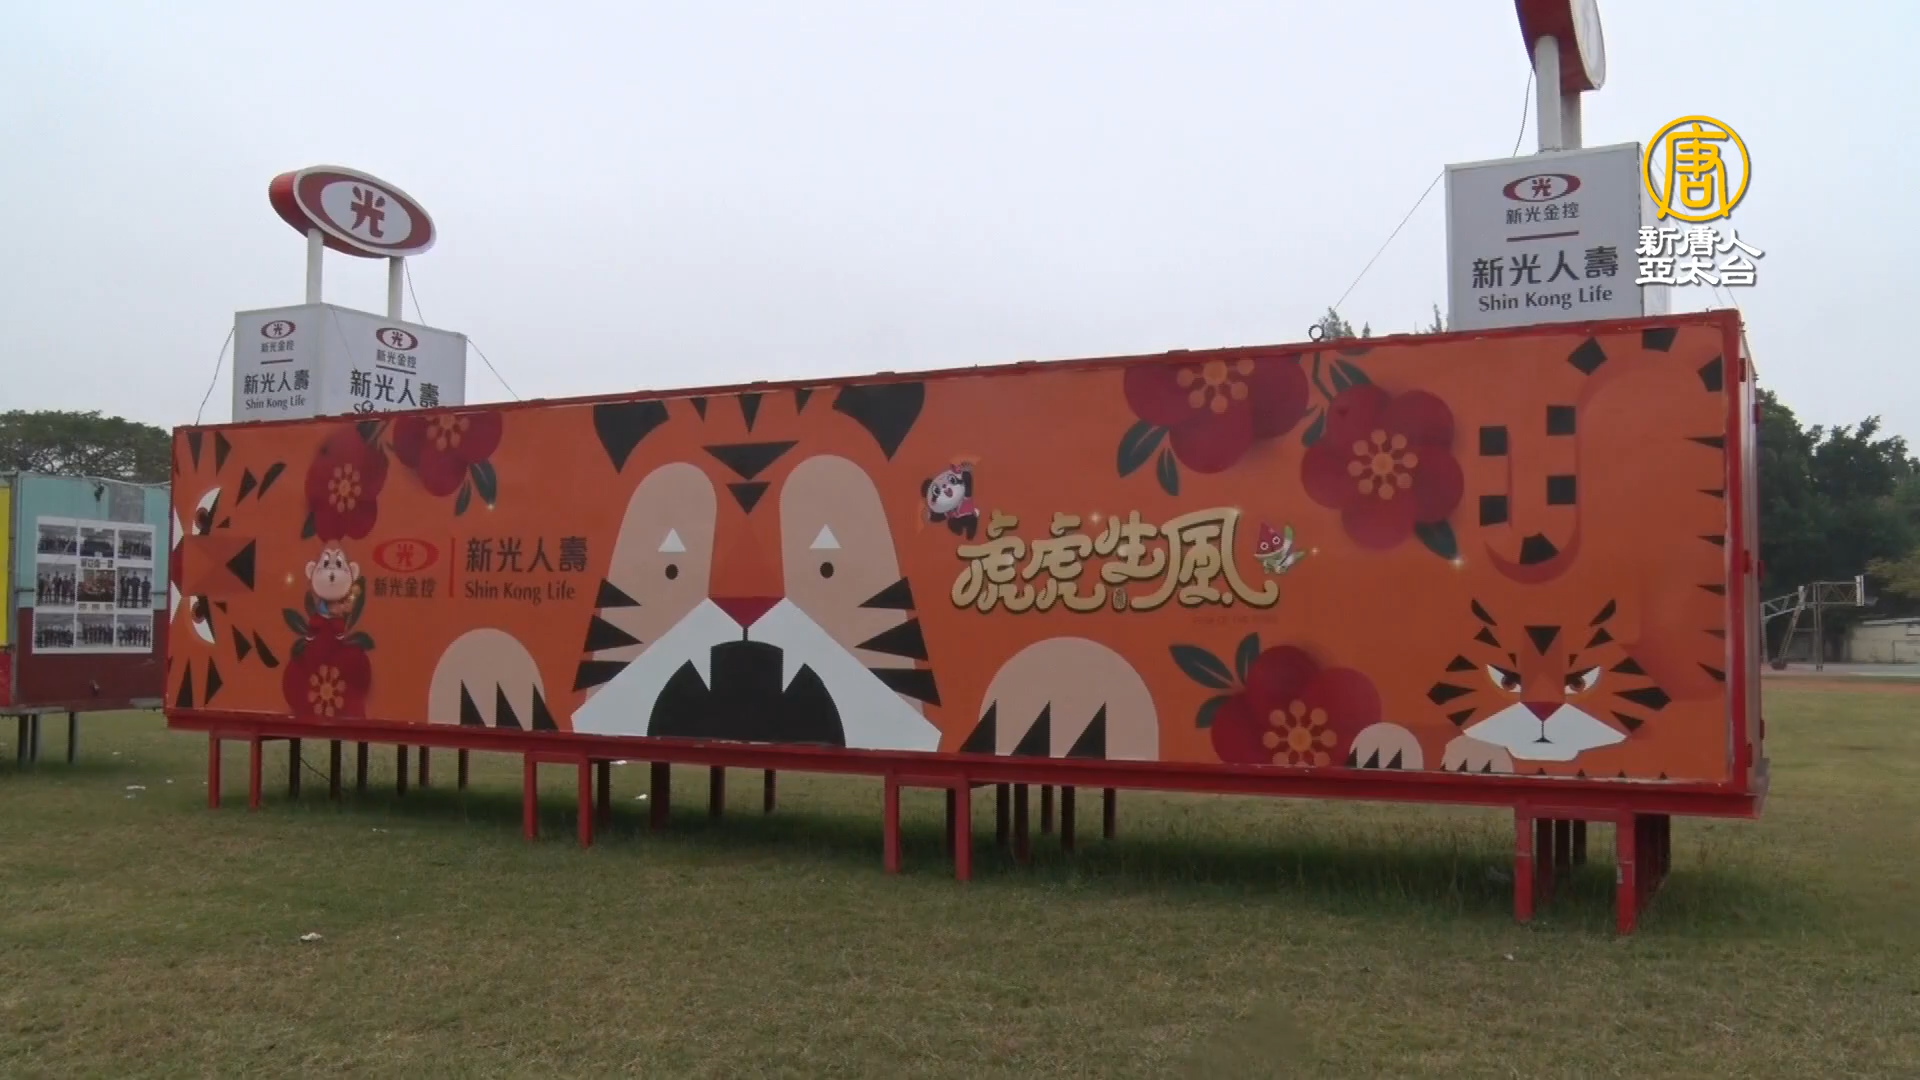 光
光
新光金控
新光人壽
Shin Kong Life
光
新光金控
新光人壽
光
新光金控
新光人壽
Shin Kong Life
唐
新唐人
亞太台
光
新光金控
新光人壽
Shin Kong Life
虎虎生風